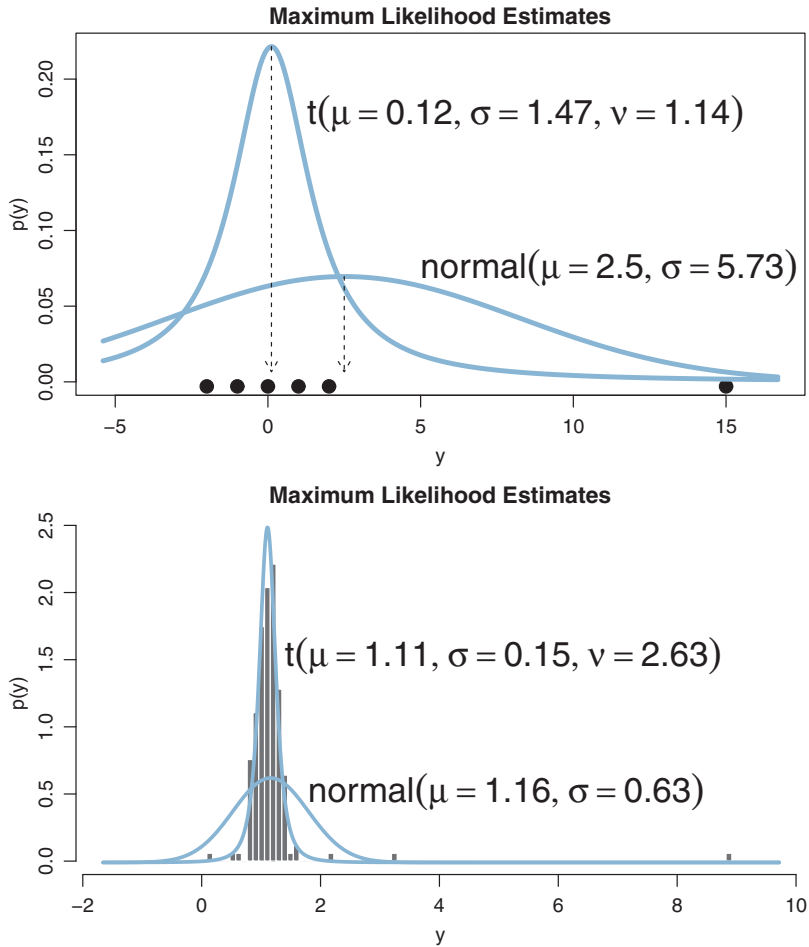 Maximum Likelihood Estimates
0.20
t(μ = 0.12, σ = 1.47, ν = 1.14)
0.15
p(y)
0.10
normal(μ = 2.5, σ = 5.73)
0.05
0.00
−5 0 5 10 15
y
Maximum Likelihood Estimates
2.5
2.0
t(μ = 1.11, σ = 0.15, ν = 2.63)
1.5
p(y)
1.0
normal(μ = 1.16, σ = 0.63)
0.5
0.0
−2 0 2 4 6 8 10
y